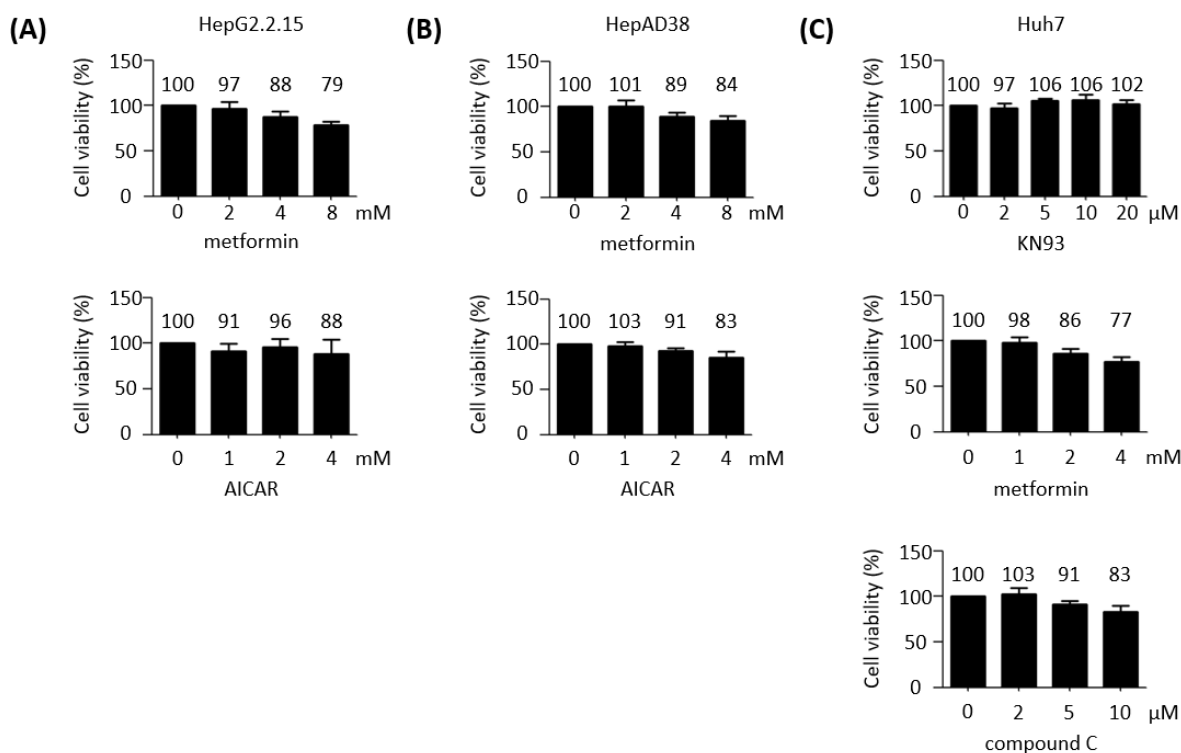 (A)
HepG2.2.15
Cell viability (%)
150
100
50
0
100 97 88 79
0 2 4 8 mM
metformin
Cell viability (%)
150
100
50
0
100 91 96 88
0 1 2 4 mM
AICAR
(B)
HepAD38
Cell viability (%)
150
100
50
0
100 101 89 84
0 2 4 8 mM
metformin
Cell viability (%)
150
100
50
0
100 103 91 83
0 1 2 4 mM
AICAR
(C)
Huh7
Cell viability (%)
150
100
50
0
100 97 106 106 102
0 2 5 10 20 μM
KN93
Cell viability (%)
150
100
50
0
100 98 86 77
0 1 2 4 mM
metformin
Cell viability (%)
150
100
50
0
100 103 91 83
0 2 5 10 μM
compound C